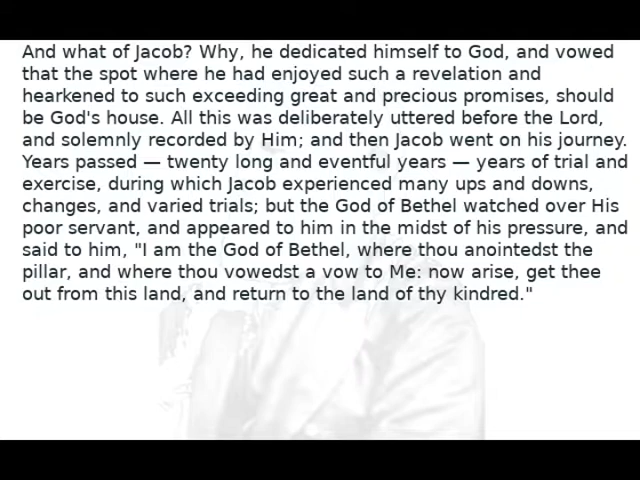 And what of Jacob? Why, he dedicated himself to God, and vowed
that the spot where he had enjoyed such a revelation and
hearkened to such exceeding great and precious promises, should
be God's house. All this was deliberately uttered before the Lord,
and solemnly recorded by Him; and then Jacob went on his journey.
Years passed — twenty long and eventful years — years of trial and
exercise, during which Jacob experienced many ups and downs,
changes, and varied trials; but the God of Bethel watched over His
poor servant, and appeared to him in the midst of his pressure, and
said to him, "I am the God of Bethel, where thou anointedst the
pillar, and where thou vowedst a vow to Me: now arise, get thee
out from this land, and return to the land of thy kindred."